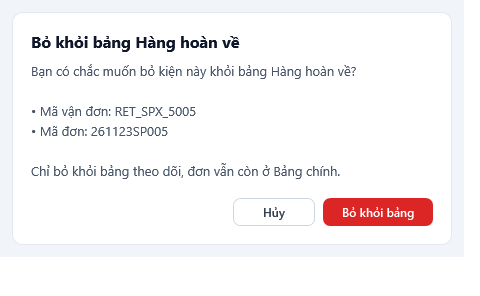 Bỏ khỏi bảng Hàng hoàn về
Bạn có chắc muốn bỏ kiện này khỏi bảng Hàng hoàn về?
• Mã vận đơn: RET_SPX_5005
• Mã đơn: 261123SP005
Chỉ bỏ khỏi bảng theo dõi, đơn vẫn còn ở Bảng chính.
Hủy
Bỏ khỏi bảng